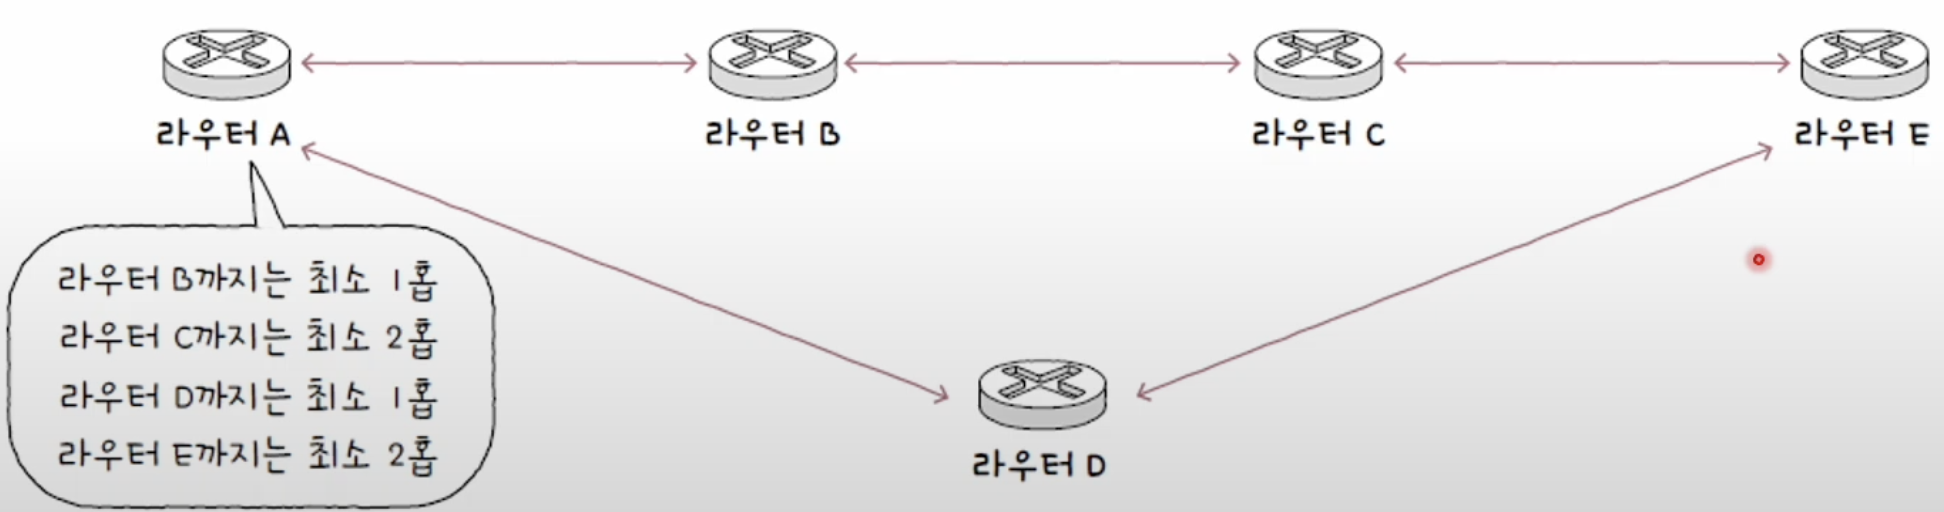 라우터 A
라우터 B
라우터 C
라우터 E
라우터 B까지는 최소 1홉
라우터 C까지는 최소 2홉
라우터 D까지는 최소 1홉
라우터 E까지는 최소 2홉
라우터 D